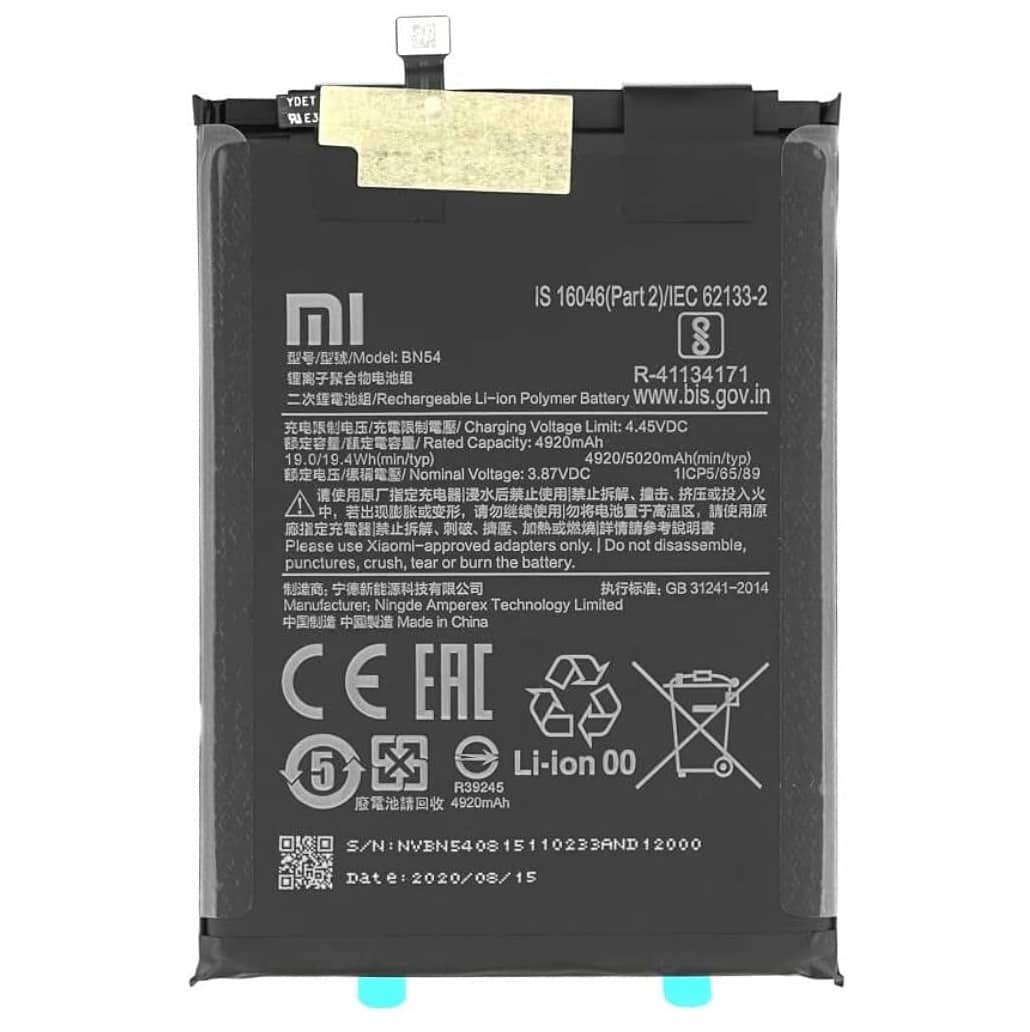 YDET
E3
IS 16046(Part 2)/IEC 62133-2
mi
型号/型號/Model: BN54
锂离子聚合物电池组
R-41134171
二次鋰電池組/Rechargeable Li-ion Polymer Battery www.bis.gov.in
充电限制电压/充電限制電壓/ Charging Voltage Limit: 4.45VDC
额定容量/額定電容量/ Rated Capacity: 4920mAh
19.0/19.4Wh(min/typ) 4920/5020mAh(min/typ)
额定电压/標稱電壓/ Nominal Voltage: 3.87VDC 1ICP5/65/89
请使用原厂指定充电器|浸水后禁止使用|禁止拆解、撞击、挤压或投入火
中，若出现膨胀或变形，请勿继续使用|勿将电池置于高温区，請使用原
廠指定充電器|禁止拆解、刺破、擠壓、加熱或燃燒|詳情請參考說明書
Please use Xiaomi-approved adapters only. | Do not disassemble,
punctures, crush, tear or burn the battery.
制造商: 宁德新能源科技有限公司 执行标准: GB 31241-2014
Manufacturer: Ningde Amperex Technology Limited
中国制造 中國製造 Made in China
CE EAC
5
Li-ion 00
R39245
廢電池請回收 4920mAh
S/N:NVBN540815110233AND12000
Date:2020/08/15